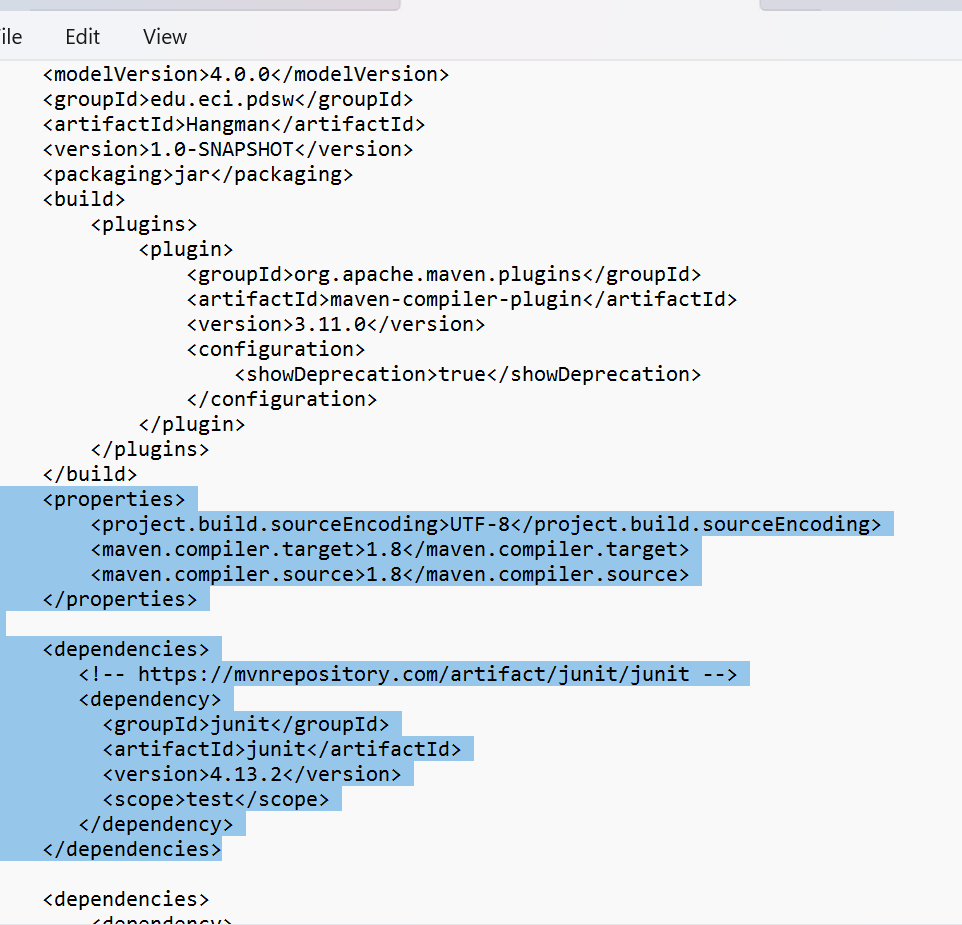 ile Edit View
<modelVersion>4.0.0</modelVersion>
<groupId>edu.eci.pdsw</groupId>
<artifactId>Hangman</artifactId>
<version>1.0-SNAPSHOT</version>
<packaging>jar</packaging>
<build>
<plugins>
<plugin>
<groupId>org.apache.maven.plugins</groupId>
<artifactId>maven-compiler-plugin</artifactId>
<version>3.11.0</version>
<configuration>
<showDeprecation>true</showDeprecation>
</configuration>
</plugin>
</plugins>
</build>
<properties>
<project.build.sourceEncoding>UTF-8</project.build.sourceEncoding>
<maven.compiler.target>1.8</maven.compiler.target>
<maven.compiler.source>1.8</maven.compiler.source>
</properties>
<dependencies>
<!-- https://mvnrepository.com/artifact/junit/junit -->
<dependency>
<groupId>junit</groupId>
<artifactId>junit</artifactId>
<version>4.13.2</version>
<scope>test</scope>
</dependency>
</dependencies>
<dependencies>
<dependency>